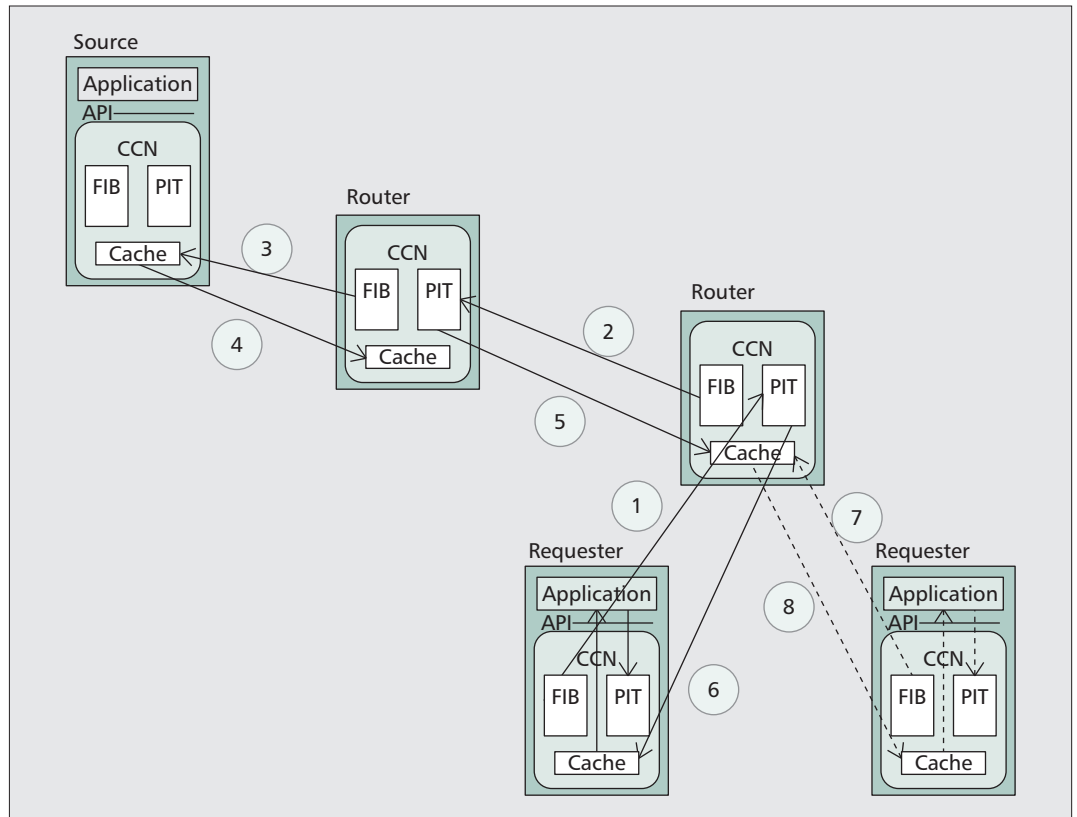 Source
Application
API
CCN
FIB PIT
Cache
Router
CCN
FIB PIT
Cache
3
4
Router
CCN
FIB PIT
Cache
2
5
1
7
Requester
Application
API
CCN
FIB PIT
Cache
8
6
Requester
Application
API
CCN
FIB PIT
Cache